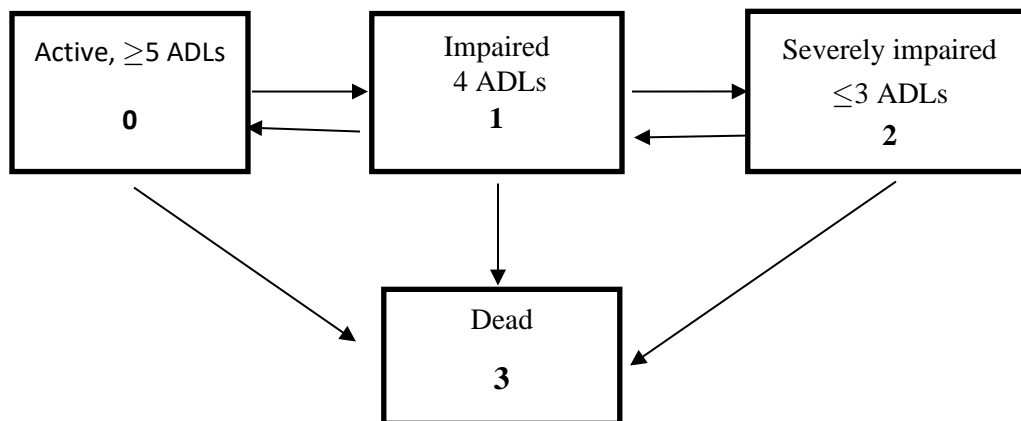 Active, ≥5 ADLs
0
Impaired
4 ADLs
1
Severely impaired
≤3 ADLs
2
Dead
3